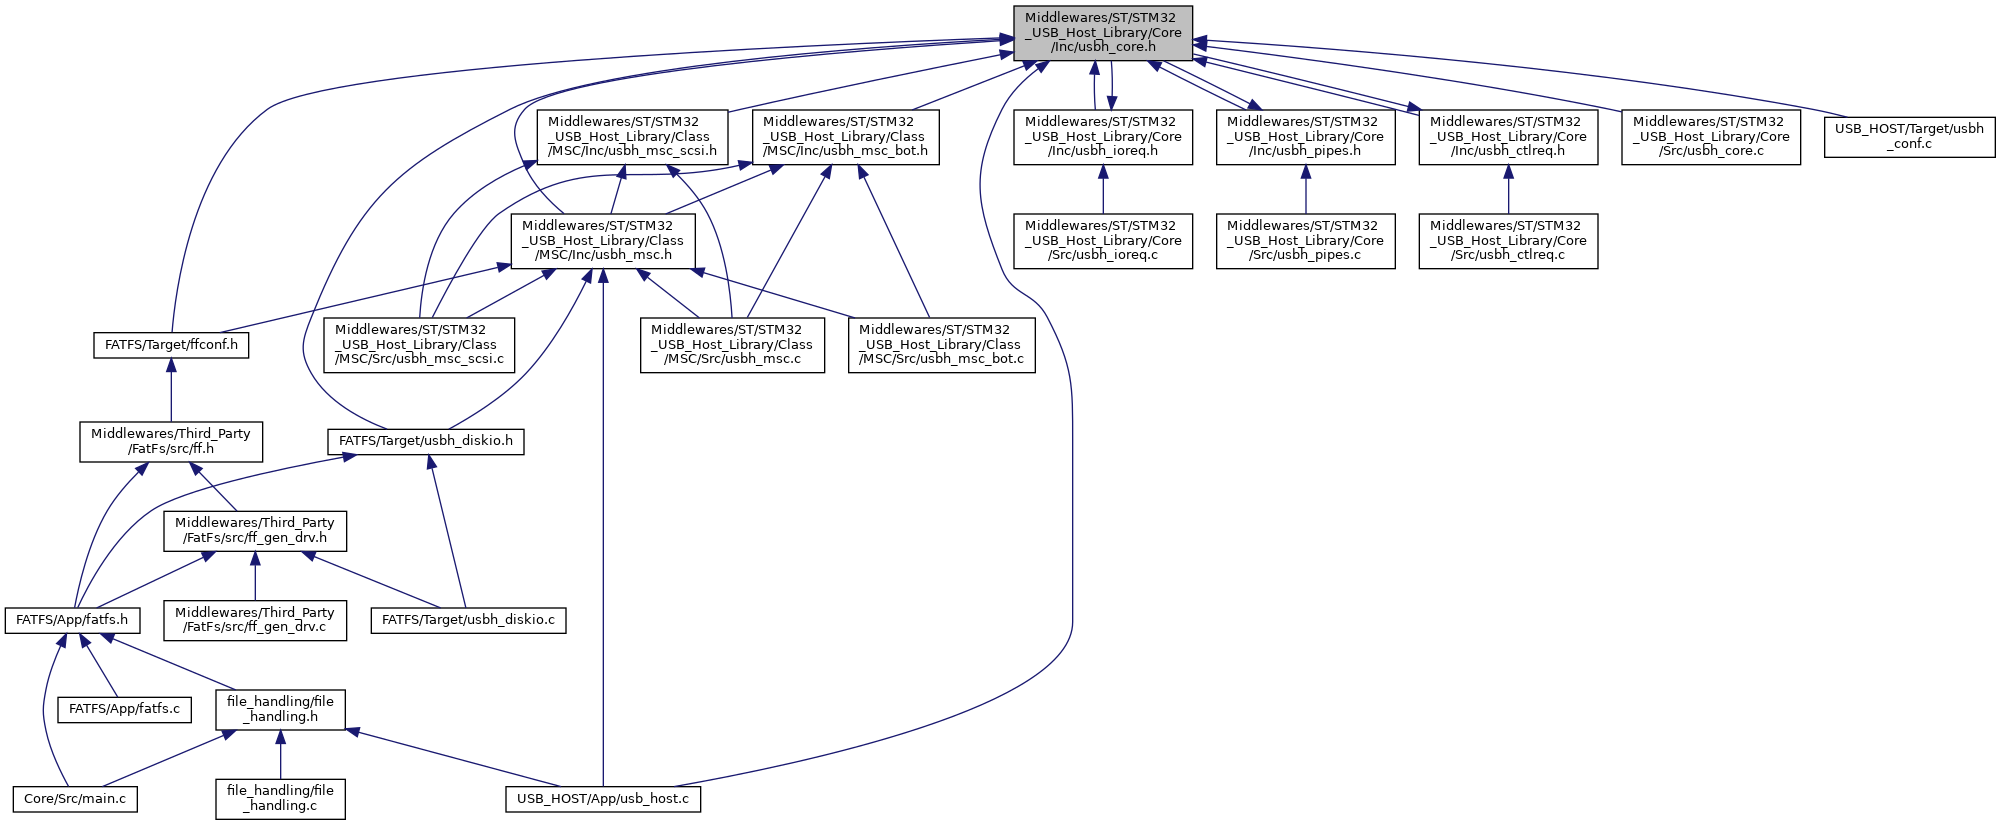 Middlewares/ST/STM32
_USB_Host_Library/Core
/Inc/usbh_core.h
Middlewares/ST/STM32
_USB_Host_Library/Class
/MSC/Inc/usbh_msc_scsi.h
Middlewares/ST/STM32
_USB_Host_Library/Class
/MSC/Inc/usbh_msc_bot.h
Middlewares/ST/STM32
_USB_Host_Library/Core
/Inc/usbh_ioreq.h
Middlewares/ST/STM32
_USB_Host_Library/Core
/Inc/usbh_pipes.h
Middlewares/ST/STM32
_USB_Host_Library/Core
/Inc/usbh_ctlreq.h
Middlewares/ST/STM32
_USB_Host_Library/Core
/Src/usbh_core.c
USB_HOST/Target/usbh
_conf.c
Middlewares/ST/STM32
_USB_Host_Library/Class
/MSC/Inc/usbh_msc.h
Middlewares/ST/STM32
_USB_Host_Library/Core
/Src/usbh_ioreq.c
Middlewares/ST/STM32
_USB_Host_Library/Core
/Src/usbh_pipes.c
Middlewares/ST/STM32
_USB_Host_Library/Core
/Src/usbh_ctlreq.c
FATFS/Target/ffconf.h
Middlewares/ST/STM32
_USB_Host_Library/Class
/MSC/Src/usbh_msc_scsi.c
Middlewares/ST/STM32
_USB_Host_Library/Class
/MSC/Src/usbh_msc.c
Middlewares/ST/STM32
_USB_Host_Library/Class
/MSC/Src/usbh_msc_bot.c
Middlewares/Third_Party
/FatFs/src/ff.h
FATFS/Target/usbh_diskio.h
Middlewares/Third_Party
/FatFs/src/ff_gen_drv.h
FATFS/App/fatfs.h
Middlewares/Third_Party
/FatFs/src/ff_gen_drv.c
FATFS/Target/usbh_diskio.c
FATFS/App/fatfs.c
file_handling/file
_handling.h
Core/Src/main.c
file_handling/file
_handling.c
USB_HOST/App/usb_host.c